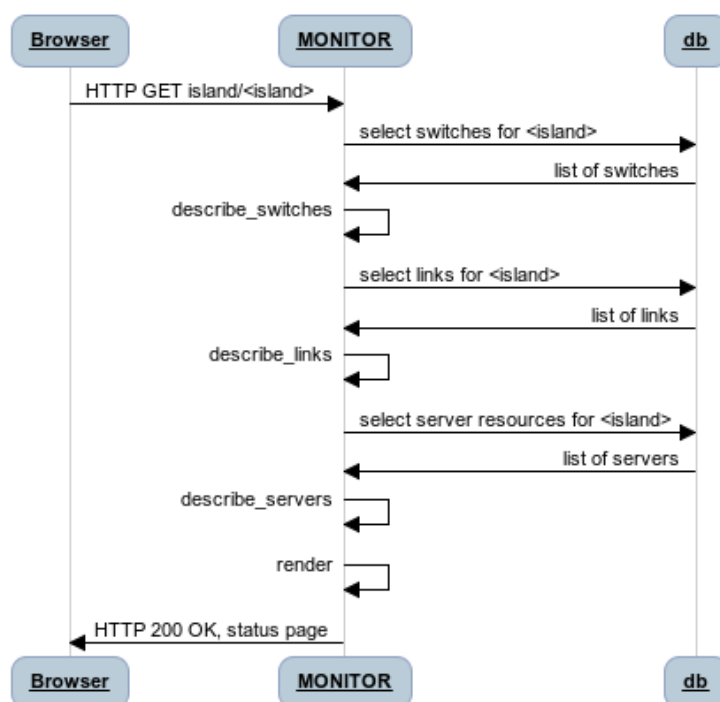 Browser MONITOR db
HTTP GET island/<island>
select switches for <island>
list of switches
describe_switches
select links for <island>
list of links
describe_links
select server resources for <island>
list of servers
describe_servers
render
HTTP 200 OK, status page
Browser MONITOR db